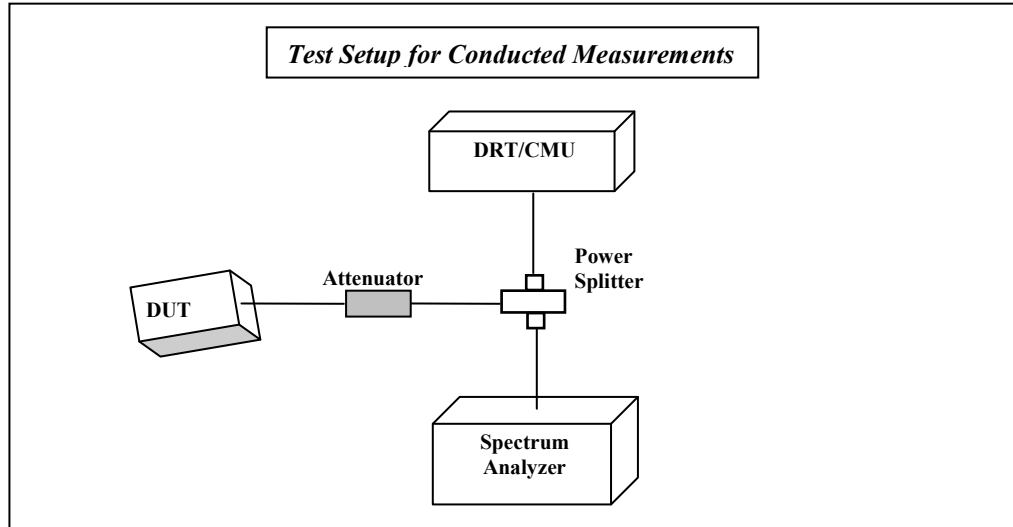 Test Setup for Conducted Measurements
DRT/CMU
Power
Splitter
Attenuator
DUT
Spectrum
Analyzer